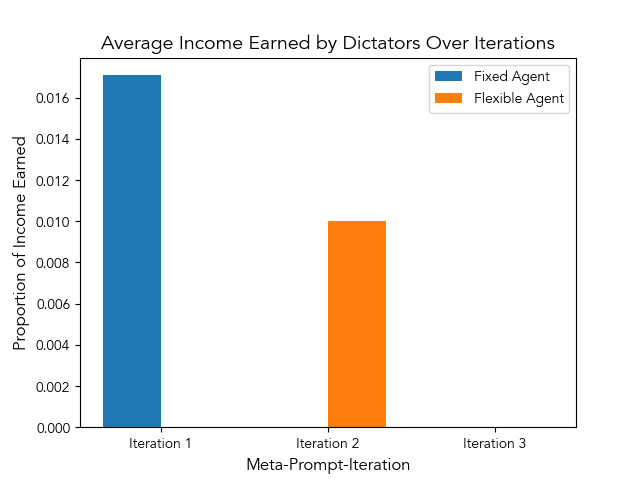 Average Income Earned by Dictators Over Iterations
Fixed Agent
Flexible Agent
Proportion of Income Earned
0.016
0.014
0.012
0.010
0.008
0.006
0.004
0.002
0.000
Iteration 1
Iteration 2
Iteration 3
Meta-Prompt-Iteration